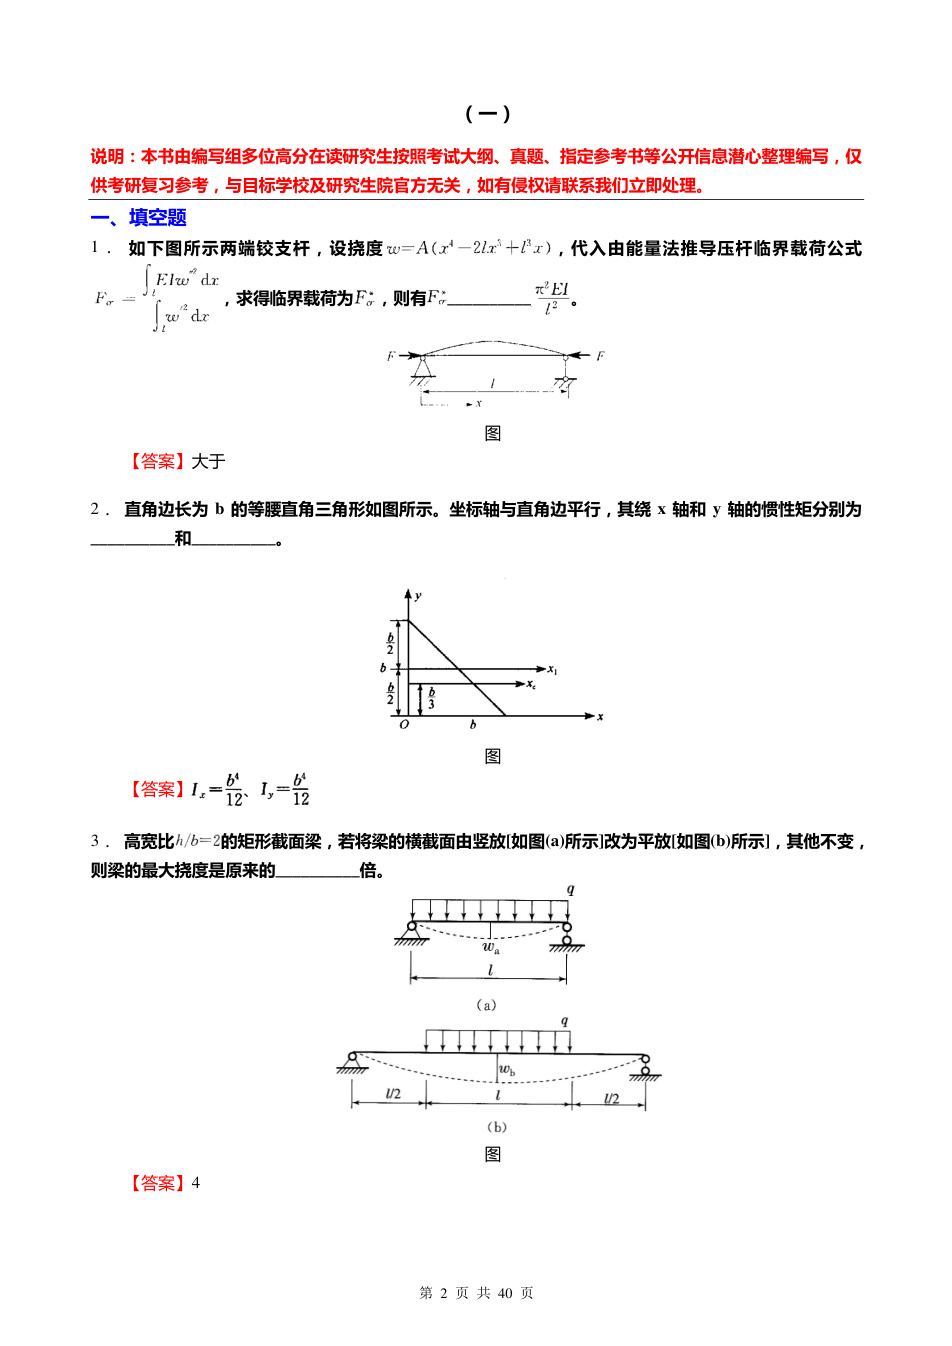 （一）
说明：本书由编写组多位高分在读研究生按照考试大纲、真题、指定参考书等公开信息潜心整理编写，仅
供考研复习参考，与目标学校及研究生院官方无关，如有侵权请联系我们立即处理。
一、填空题
1． 如下图所示两端铰支杆，设挠度w=A(x⁴－2lx³+l³x)，代入由能量法推导压杆临界载荷公式
F_cr = ∫_l EIw″² dx / ∫_l w′² dx，求得临界载荷为F*_cr，则有F*_cr__________ π²EI/l²。
F F
l
x
图
【答案】大于
2． 直角边长为 b 的等腰直角三角形如图所示。坐标轴与直角边平行，其绕 x 轴和 y 轴的惯性矩分别为
__________和__________。
y
b/2
b x₁
b/2 b/3 x_c
x
O b
图
【答案】I_x=b⁴/12、I_y=b⁴/12
3． 高宽比h/b=2的矩形截面梁，若将梁的横截面由竖放[如图(a)所示]改为平放[如图(b)所示]，其他不变，
则梁的最大挠度是原来的__________倍。
q
w_a
l
(a)
q
w_b
l/2 l l/2
(b)
图
【答案】4
第 2 页 共 40 页